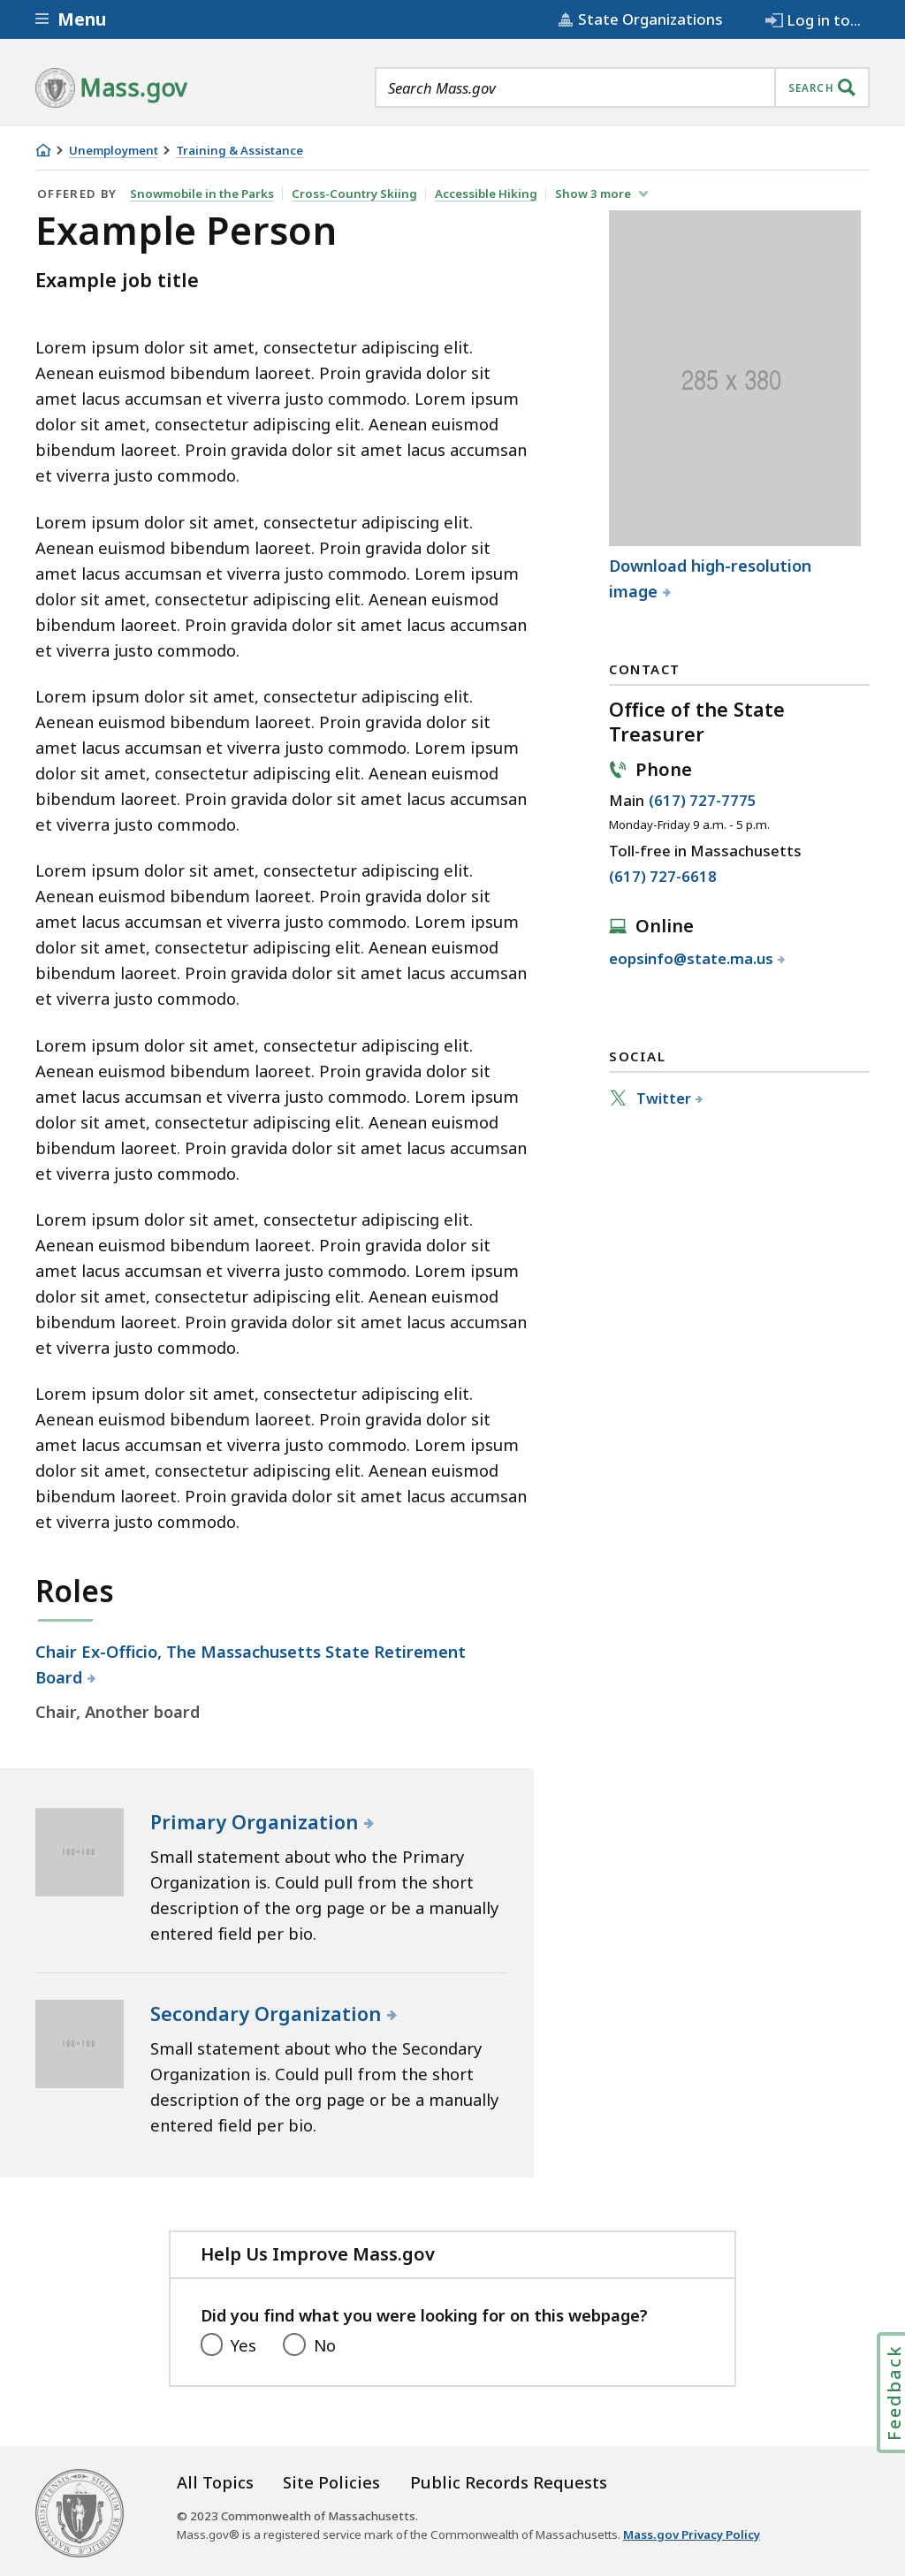 Menu
State Organizations
Log in to...
Mass.gov
Search Mass.gov
SEARCH
Unemployment
Training & Assistance
OFFERED BY
Snowmobile in the Parks
Cross-Country Skiing
Accessible Hiking
Show 3 more
Example Person
Example job title
Lorem ipsum dolor sit amet, consectetur adipiscing elit.
Aenean euismod bibendum laoreet. Proin gravida dolor sit
amet lacus accumsan et viverra justo commodo. Lorem ipsum
dolor sit amet, consectetur adipiscing elit. Aenean euismod
bibendum laoreet. Proin gravida dolor sit amet lacus accumsan
et viverra justo commodo.
Lorem ipsum dolor sit amet, consectetur adipiscing elit.
Aenean euismod bibendum laoreet. Proin gravida dolor sit
amet lacus accumsan et viverra justo commodo. Lorem ipsum
dolor sit amet, consectetur adipiscing elit. Aenean euismod
bibendum laoreet. Proin gravida dolor sit amet lacus accumsan
et viverra justo commodo.
Lorem ipsum dolor sit amet, consectetur adipiscing elit.
Aenean euismod bibendum laoreet. Proin gravida dolor sit
amet lacus accumsan et viverra justo commodo. Lorem ipsum
dolor sit amet, consectetur adipiscing elit. Aenean euismod
bibendum laoreet. Proin gravida dolor sit amet lacus accumsan
et viverra justo commodo.
Lorem ipsum dolor sit amet, consectetur adipiscing elit.
Aenean euismod bibendum laoreet. Proin gravida dolor sit
amet lacus accumsan et viverra justo commodo. Lorem ipsum
dolor sit amet, consectetur adipiscing elit. Aenean euismod
bibendum laoreet. Proin gravida dolor sit amet lacus accumsan
et viverra justo commodo.
Lorem ipsum dolor sit amet, consectetur adipiscing elit.
Aenean euismod bibendum laoreet. Proin gravida dolor sit
amet lacus accumsan et viverra justo commodo. Lorem ipsum
dolor sit amet, consectetur adipiscing elit. Aenean euismod
bibendum laoreet. Proin gravida dolor sit amet lacus accumsan
et viverra justo commodo.
Lorem ipsum dolor sit amet, consectetur adipiscing elit.
Aenean euismod bibendum laoreet. Proin gravida dolor sit
amet lacus accumsan et viverra justo commodo. Lorem ipsum
dolor sit amet, consectetur adipiscing elit. Aenean euismod
bibendum laoreet. Proin gravida dolor sit amet lacus accumsan
et viverra justo commodo.
Lorem ipsum dolor sit amet, consectetur adipiscing elit.
Aenean euismod bibendum laoreet. Proin gravida dolor sit
amet lacus accumsan et viverra justo commodo. Lorem ipsum
dolor sit amet, consectetur adipiscing elit. Aenean euismod
bibendum laoreet. Proin gravida dolor sit amet lacus accumsan
et viverra justo commodo.
285 x 380
Download high-resolution
image
CONTACT
Office of the State
Treasurer
Phone
Main (617) 727-7775
Monday-Friday 9 a.m. - 5 p.m.
Toll-free in Massachusetts
(617) 727-6618
Online
eopsinfo@state.ma.us
SOCIAL
Twitter
Roles
Chair Ex-Officio, The Massachusetts State Retirement
Board
Chair, Another board
100×100
Primary Organization
Small statement about who the Primary
Organization is. Could pull from the short
description of the org page or be a manually
entered field per bio.
100×100
Secondary Organization
Small statement about who the Secondary
Organization is. Could pull from the short
description of the org page or be a manually
entered field per bio.
Help Us Improve Mass.gov
Did you find what you were looking for on this webpage?
Yes
No
Feedback
All Topics
Site Policies
Public Records Requests
© 2023 Commonwealth of Massachusetts.
Mass.gov® is a registered service mark of the Commonwealth of Massachusetts. Mass.gov Privacy Policy